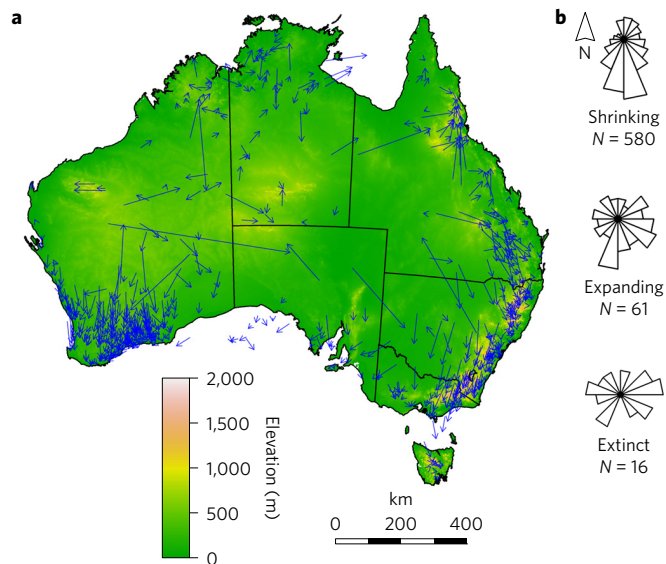 a
b
N
Shrinking
N = 580
Expanding
N = 61
Extinct
N = 16
2,000
1,500
1,000
500
0
Elevation (m)
km
0 200 400